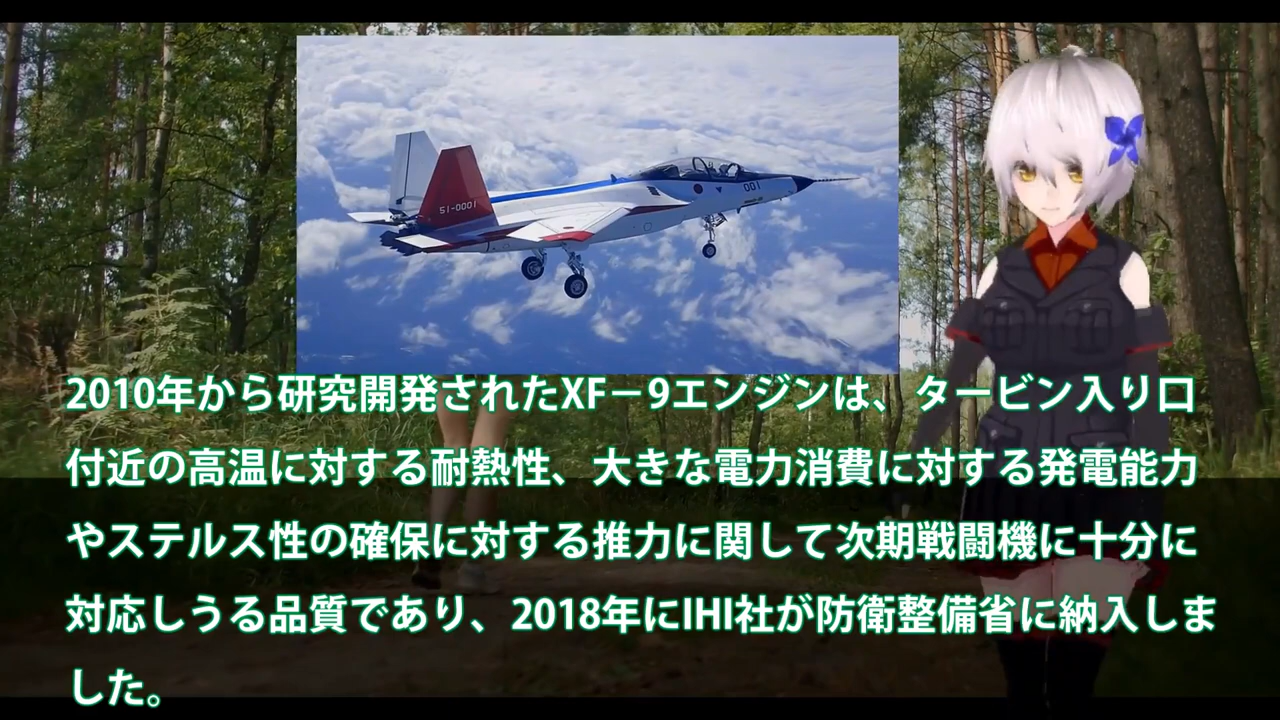 001
51-0001
2010年から研究開発されたXF－9エンジンは、タービン入り口
付近の高温に対する耐熱性、大きな電力消費に対する発電能力
やステルス性の確保に対する推力に関して次期戦闘機に十分に
対応しうる品質であり、2018年にIHI社が防衛整備省に納入しま
した。